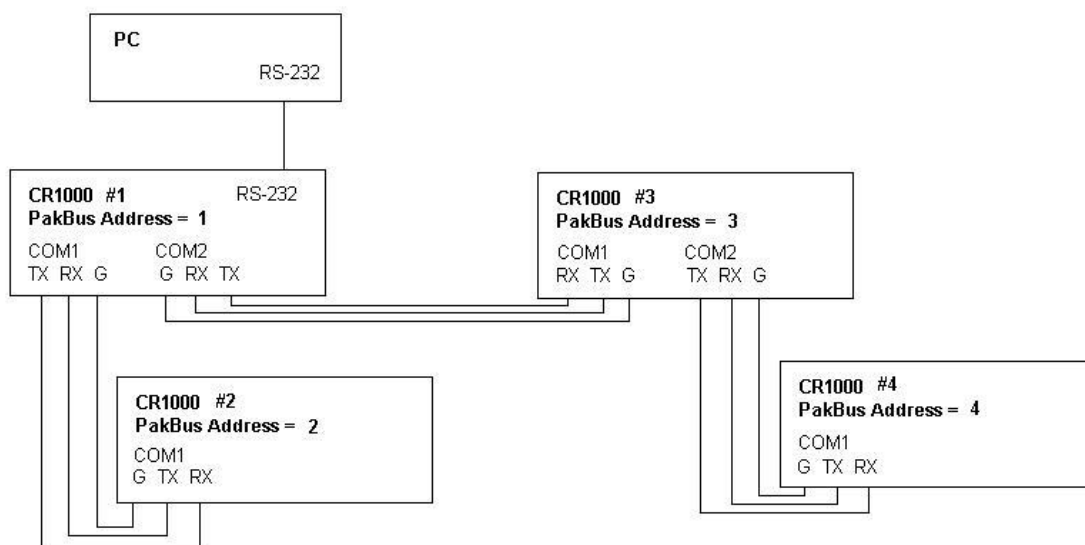 PC
RS-232
CR1000 #1 RS-232
PakBus Address = 1
COM1 COM2
TX RX G G RX TX
CR1000 #3
PakBus Address = 3
COM1 COM2
RX TX G TX RX G
CR1000 #2
PakBus Address = 2
COM1
G TX RX
CR1000 #4
PakBus Address = 4
COM1
G TX RX